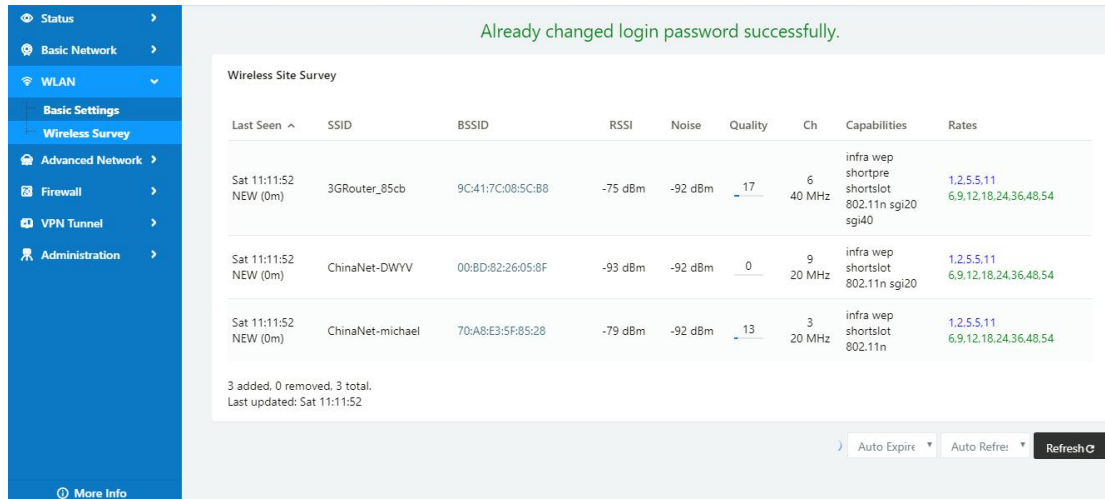 Status
Basic Network
WLAN
Basic Settings
Wireless Survey
Advanced Network
Firewall
VPN Tunnel
Administration
More Info
Already changed login password successfully.
Wireless Site Survey
Last Seen SSID BSSID RSSI Noise Quality Ch Capabilities Rates
Sat 11:11:52
NEW (0m)
3GRouter_85cb
9C:41:7C:08:5C:B8
-75 dBm
-92 dBm
17
6
40 MHz
infra wep
shortpre
shortslot
802.11n sgi20
sgi40
1,2,5.5,11
6,9,12,18,24,36,48,54
Sat 11:11:52
NEW (0m)
ChinaNet-DWYV
00:BD:82:26:05:8F
-93 dBm
-92 dBm
0
9
20 MHz
infra wep
shortslot
802.11n sgi20
1,2,5.5,11
6,9,12,18,24,36,48,54
Sat 11:11:52
NEW (0m)
ChinaNet-michael
70:A8:E3:5F:85:28
-79 dBm
-92 dBm
13
3
20 MHz
infra wep
shortslot
802.11n
1,2,5.5,11
6,9,12,18,24,36,48,54
3 added, 0 removed, 3 total.
Last updated: Sat 11:11:52
Auto Expire
Auto Refre
Refresh